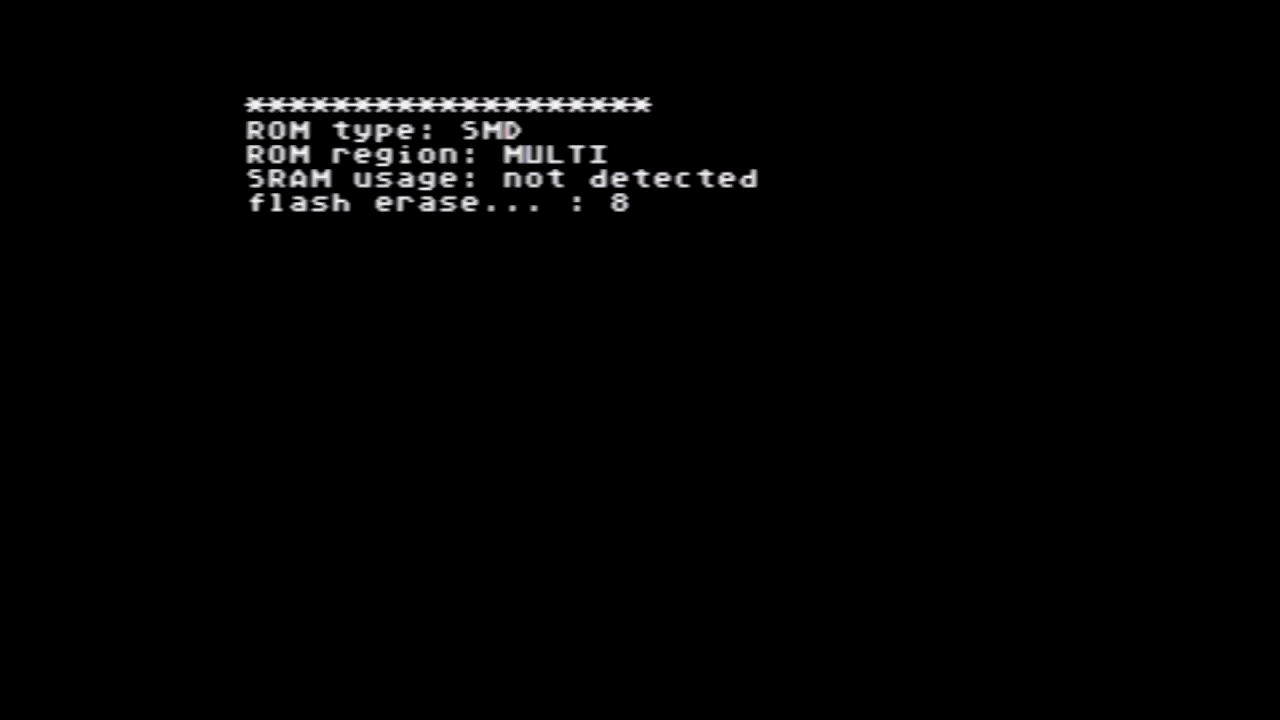 *******************
ROM type: SMD
ROM region: MULTI
SRAM usage: not detected
flash erase... : 8